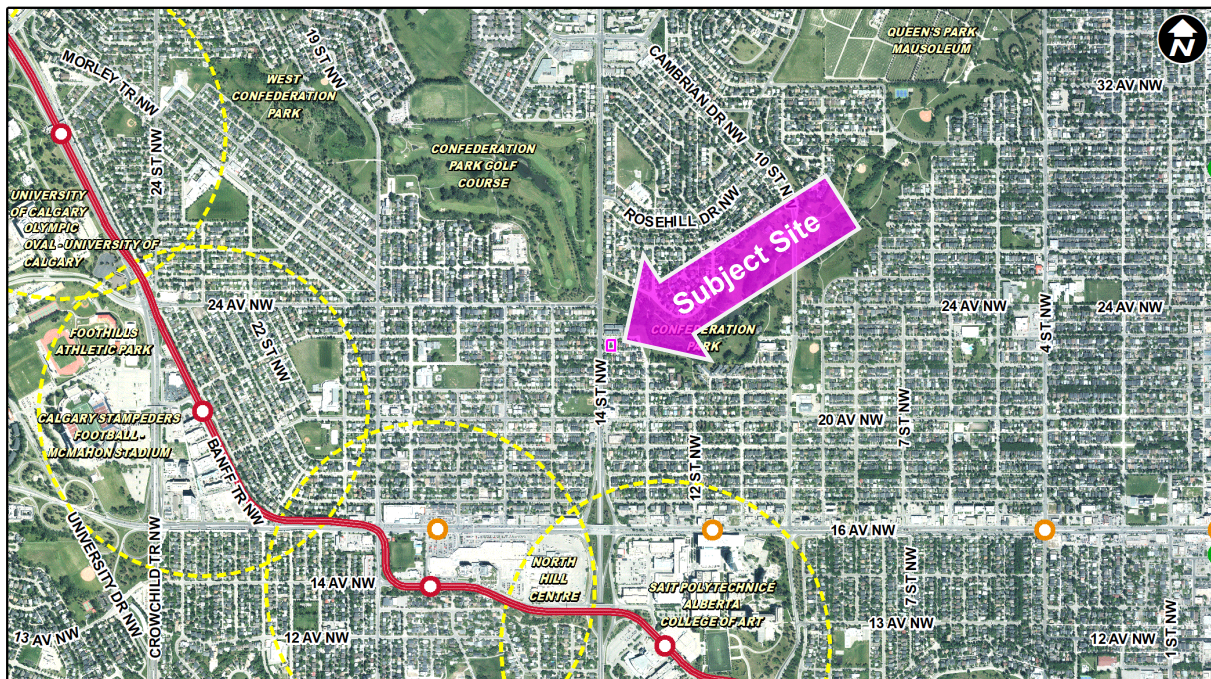 N
QUEEN'S PARK
MAUSOLEUM
32 AV NW
19 ST NW
CAMBRIAN DR NW
MORLEY TR NW
WEST
CONFEDERATION
PARK
24 ST NW
CONFEDERATION
PARK GOLF
COURSE
10 ST N
ROSEHILL DR NW
UNIVERSITY
OF CALGARY
OLYMPIC
OVAL - UNIVERSITY OF
CALGARY
Subject Site
24 AV NW
24 AV NW
24 AV NW
4 ST NW
22 ST NW
FOOTHILLS
ATHLETIC PARK
CONFEDERATION
PARK
14 ST NW
7 ST NW
20 AV NW
CALGARY STAMPEDERS
FOOTBALL -
MCMAHON STADIUM
BANFF TR NW
12 ST NW
16 AV NW
UNIVERSITY DR NW
CROWCHILD TR NW
14 AV NW
NORTH
HILL
CENTRE
SAIT POLYTECHNICE
ALBERTA
COLLEGE OF ART
7 ST NW
13 AV NW
12 AV NW
13 AV NW
12 AV NW
1 ST NW